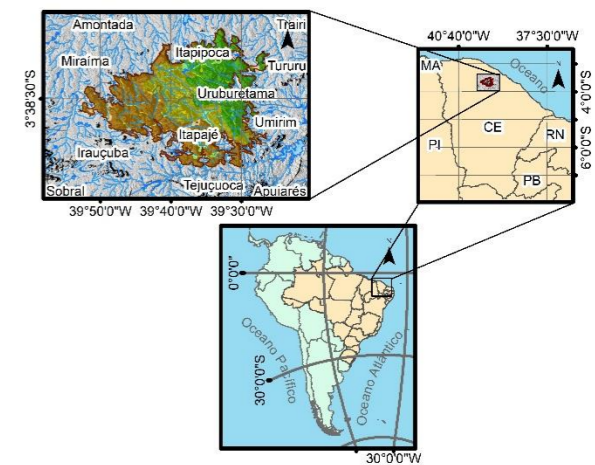 Amontada
Trairi
Itapipoca
Miraíma
Tururu
Uruburetama
Umirim
Itapajé
Irauçuba
Tejuçuoca
Sobral
Apuiarés
3°38'30"S
39°50'0"W 39°40'0"W 39°30'0"W
40°40'0"W 37°30'0"W
MA
Oceano
CE
PI
RN
PB
4°0'0"S
6°0'0"S
0°0'0"
30°0'0"S
Oceano Pacífico
Oceano Atlântico
30°0'0"W